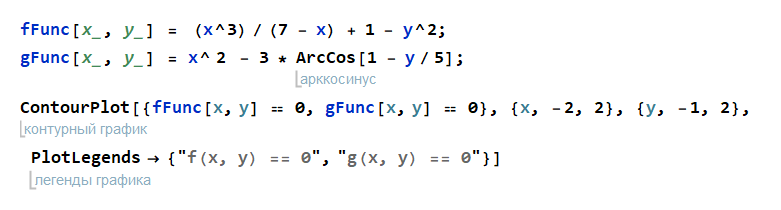 fFunc[x_, y_] = (x^3) / (7 - x) + 1 - y^2;
gFunc[x_, y_] = x^2 - 3 * ArcCos[1 - y/5];
арккосинус
ContourPlot[{fFunc[x, y] == 0, gFunc[x, y] == 0}, {x, -2, 2}, {y, -1, 2},
контурный график
PlotLegends → {"f(x, y) == 0", "g(x, y) == 0"}]
легенды графика